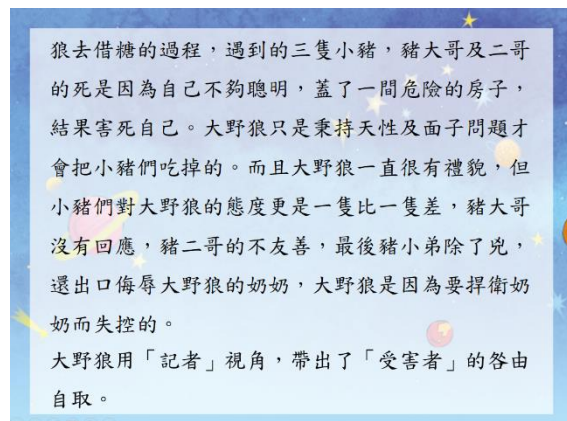 狼去借糖的過程，遇到的三隻小豬，豬大哥及二哥
的死是因為自己不夠聰明，蓋了一間危險的房子，
結果害死自己。大野狼只是秉持天性及面子問題才
會把小豬們吃掉的。而且大野狼一直很有禮貌，但
小豬們對大野狼的態度更是一隻比一隻差，豬大哥
沒有回應，豬二哥的不友善，最後豬小弟除了兇，
還出口侮辱大野狼的奶奶，大野狼是因為要捍衛奶
奶而失控的。
大野狼用「記者」視角，帶出了「受害者」的咎由
自取。